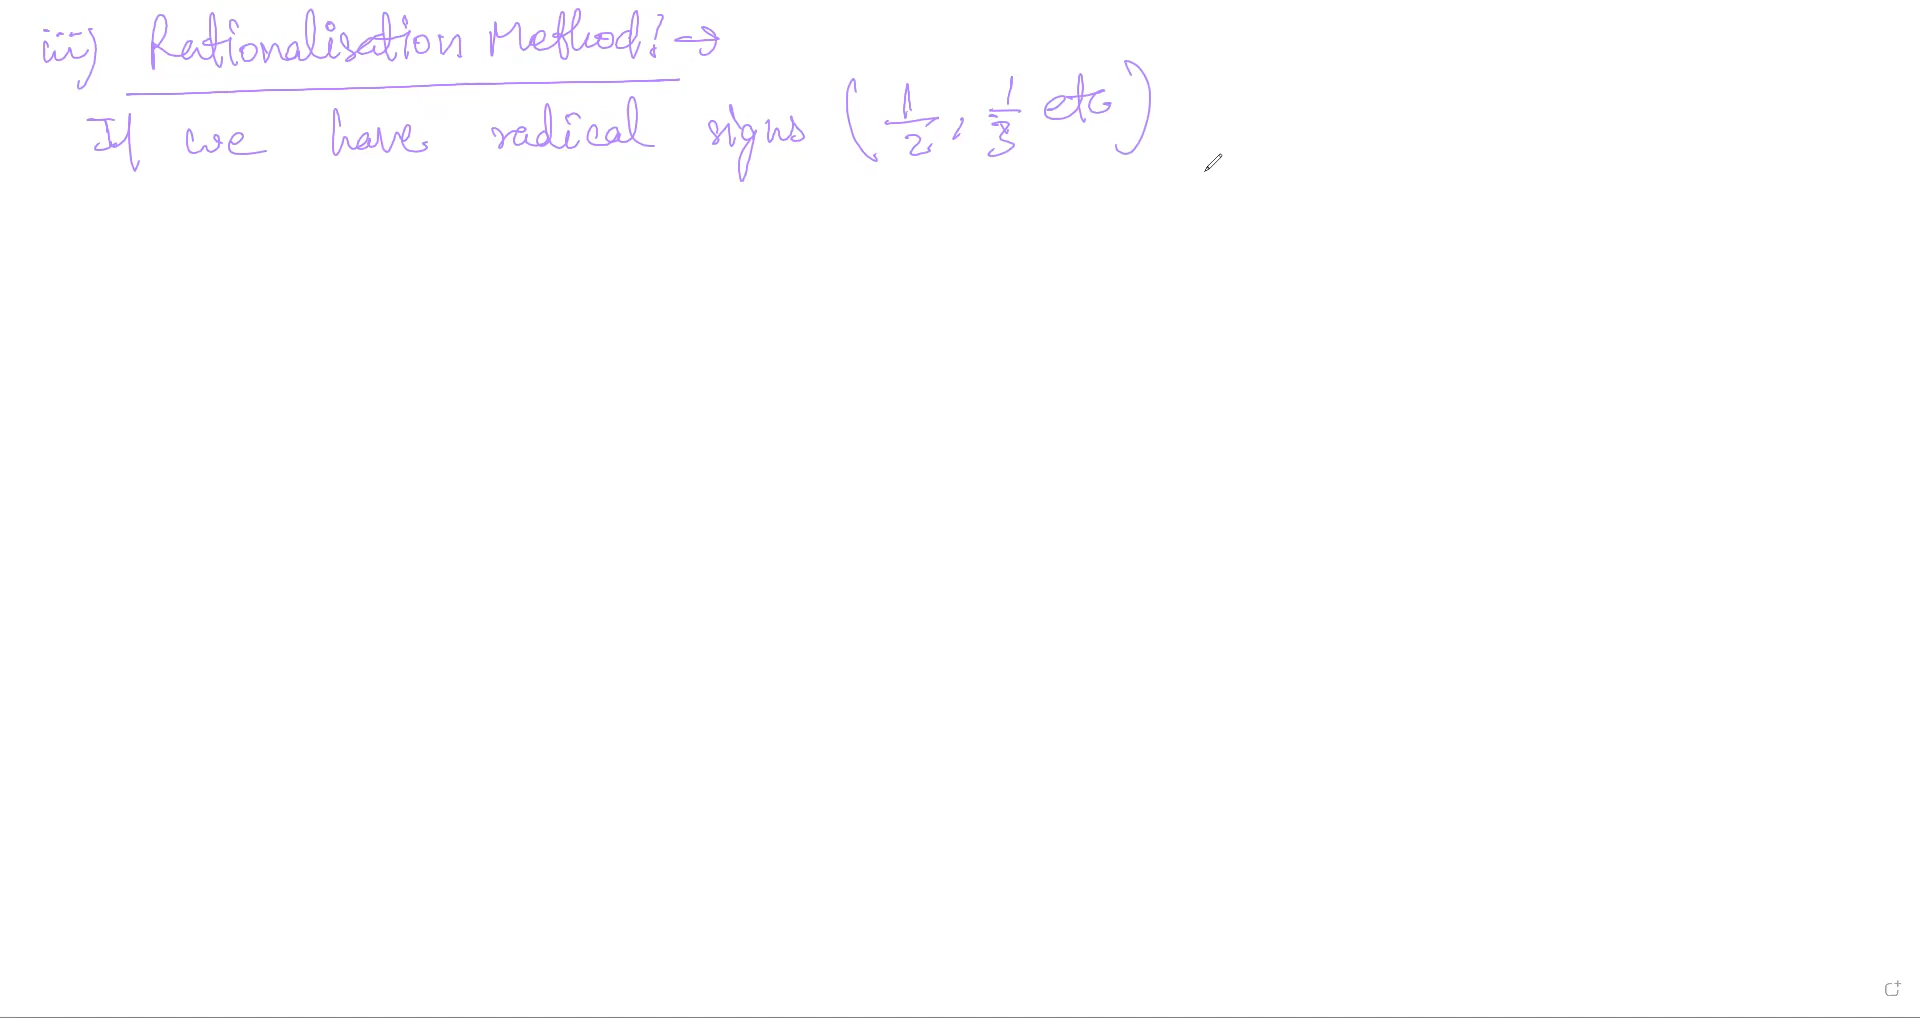 iii) Rationalisation Method:→
If we have radical signs (1/2, 1/3 etc)